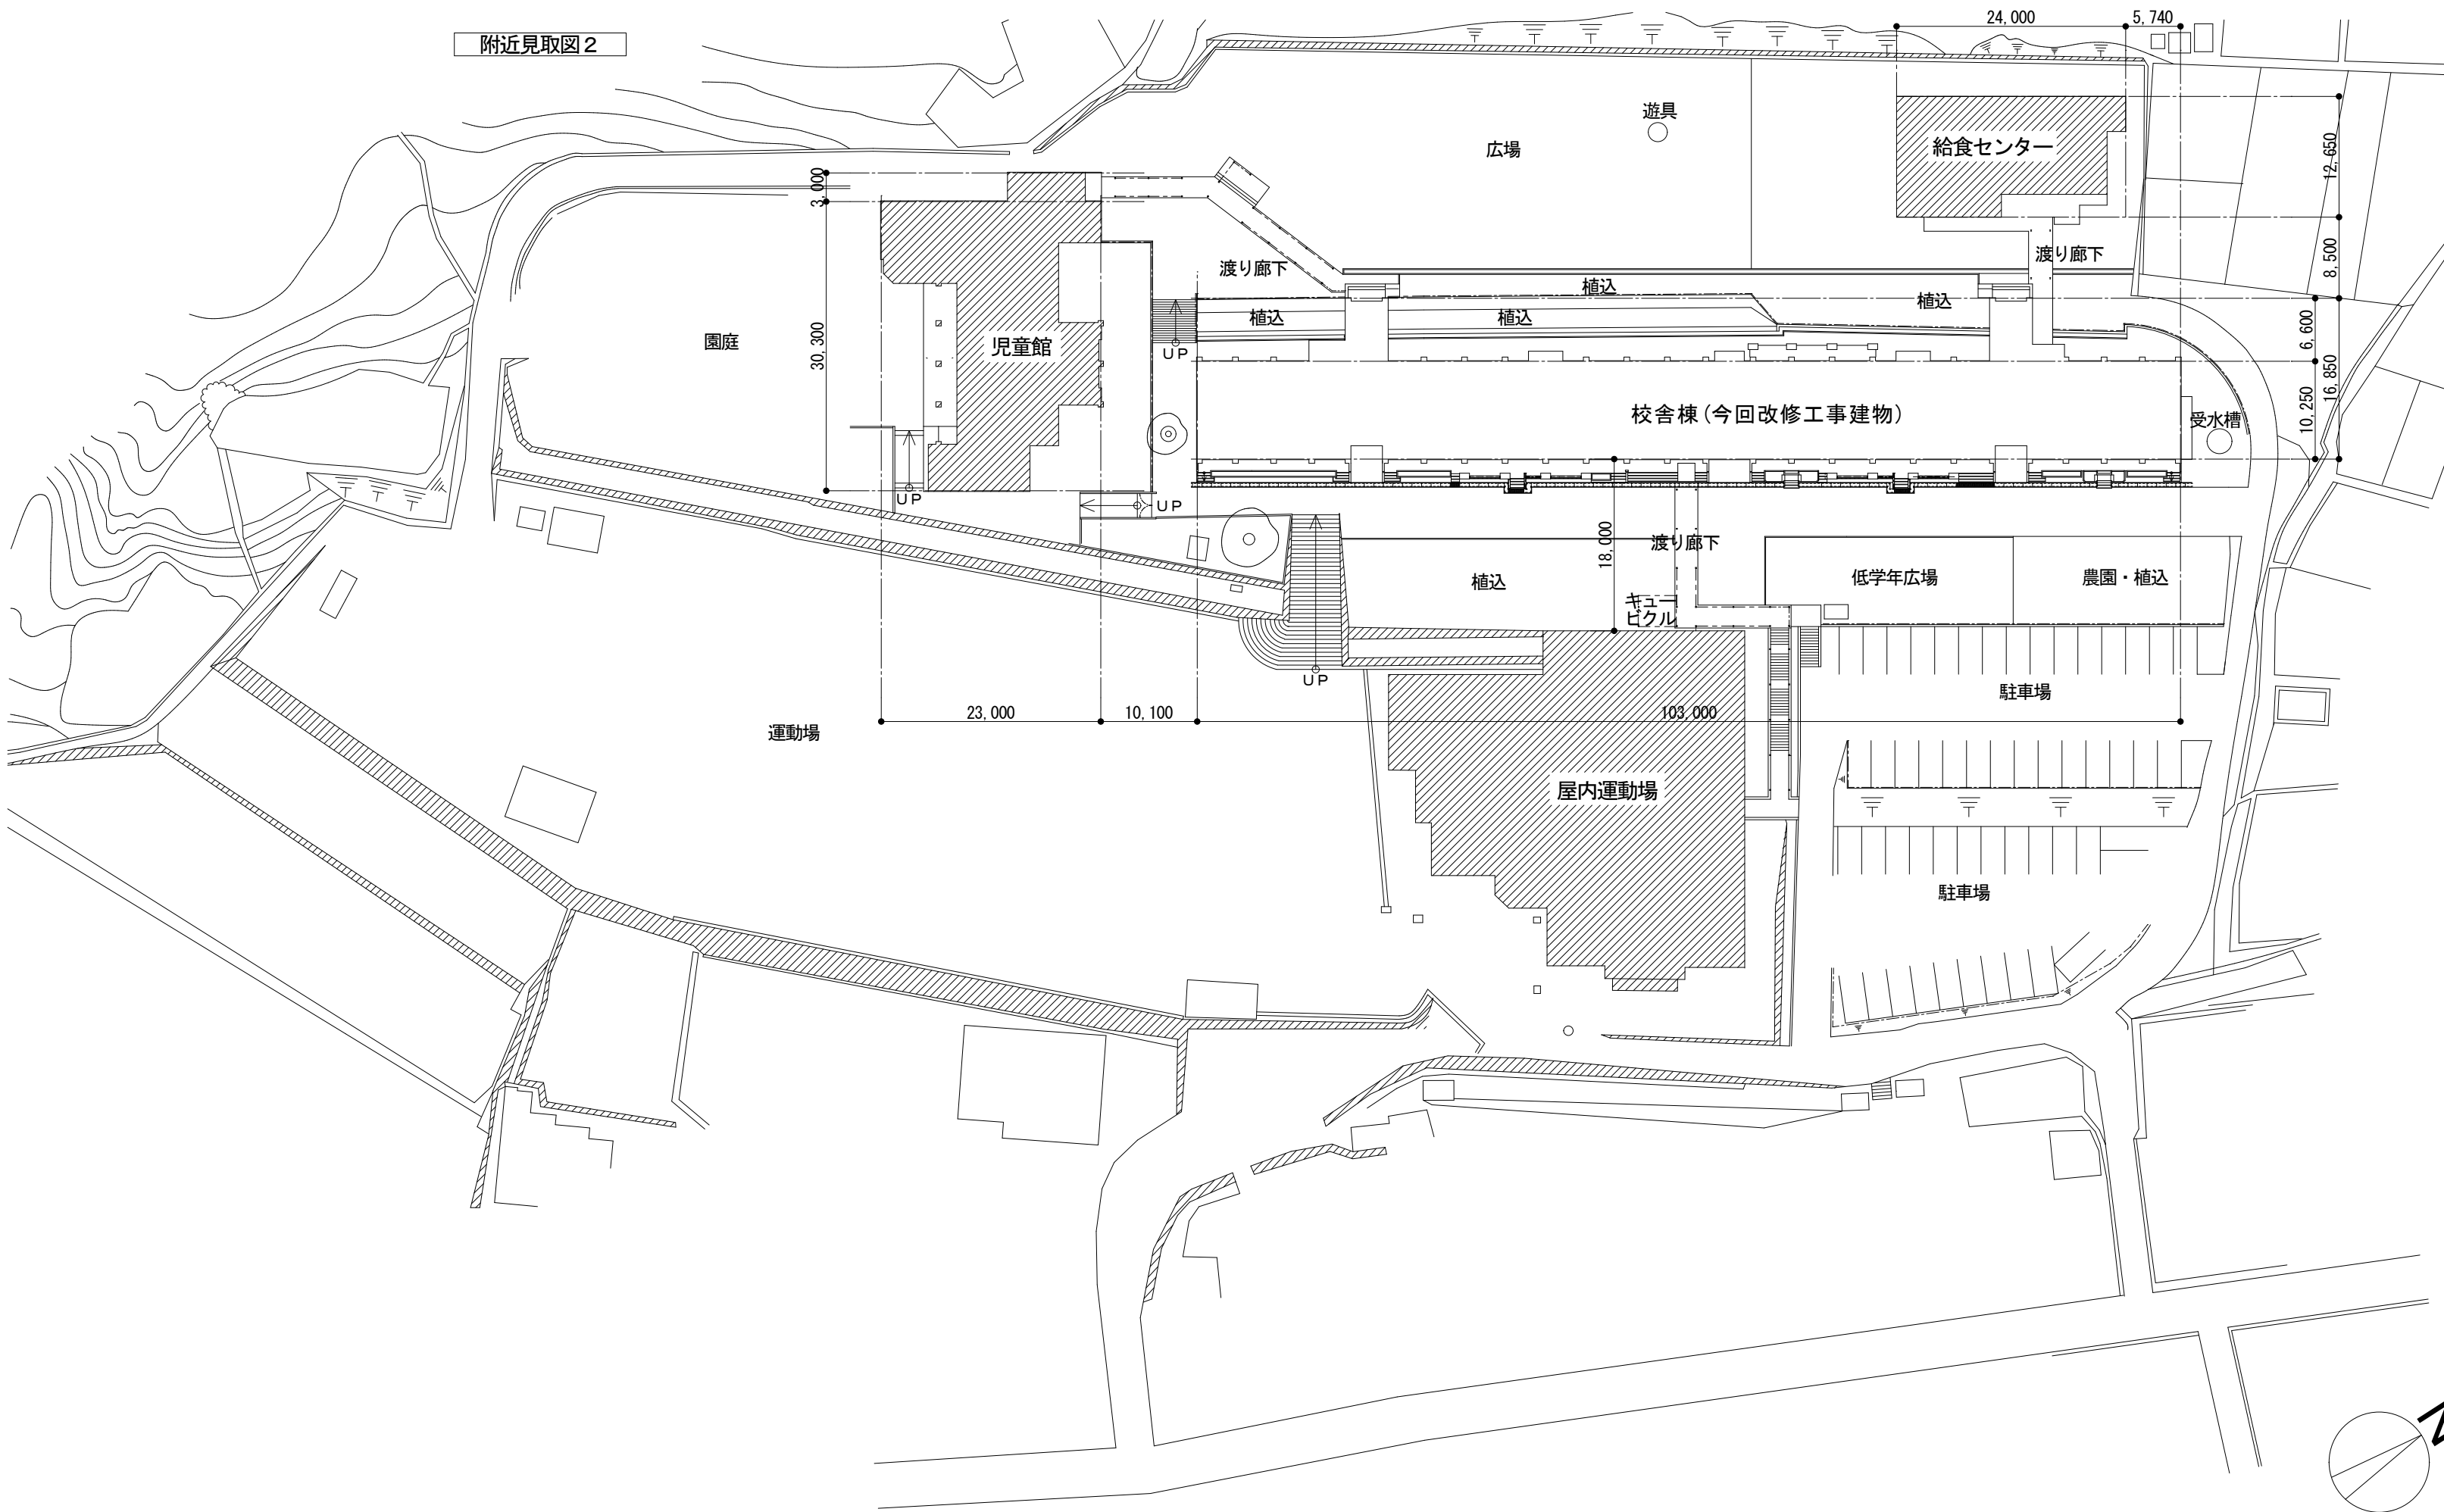 附近見取図2
24,000
5,740
遊具
広場
給食センター
12,650
3,000
渡り廊下
渡り廊下
8,500
植込
植込
植込
植込
園庭
30,300
児童館
UP
6,600
16,850
10,250
校舎棟(今回改修工事建物)
受水槽
UP
UP
18,000
渡り廊下
植込
低学年広場
農園・植込
キュー
ビクル
UP
駐車場
23,000
10,100
103,000
運動場
屋内運動場
駐車場
N